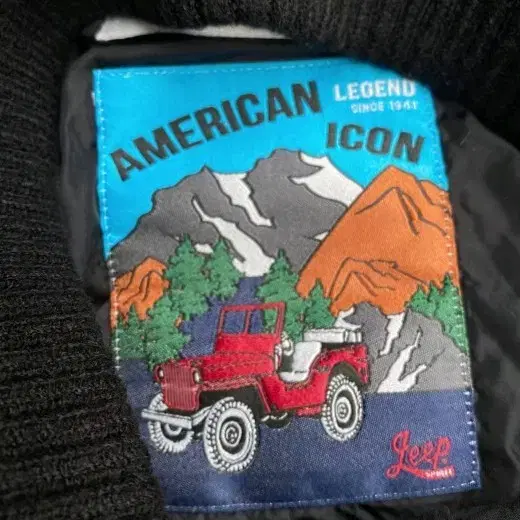 LEGEND
SINCE 1941
AMERICAN
ICON
Jeep
SPIRIT